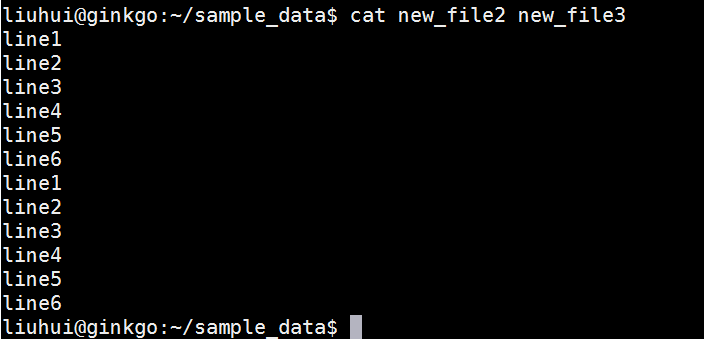 liuhui@ginkgo:~/sample_data$ cat new_file2 new_file3
line1
line2
line3
line4
line5
line6
line1
line2
line3
line4
line5
line6
liuhui@ginkgo:~/sample_data$